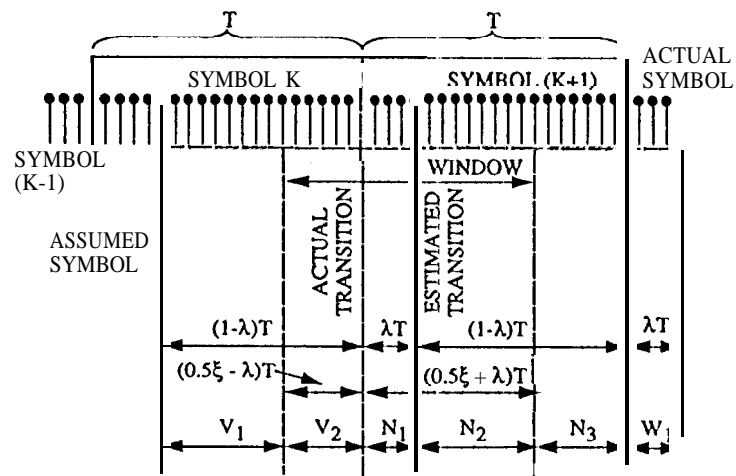 T T
ACTUAL
SYMBOL
SYMBOL K SYMBOL (K+1)
SYMBOL
(K-1)
WINDOW
ASSUMED
SYMBOL
ACTUAL
TRANSITION
ESTIMATED
TRANSITION
(1-λ)T λT (1-λ)T λT
(0.5ξ - λ)T (0.5ξ + λ)T
V1 V2 N1 N2 N3 W1